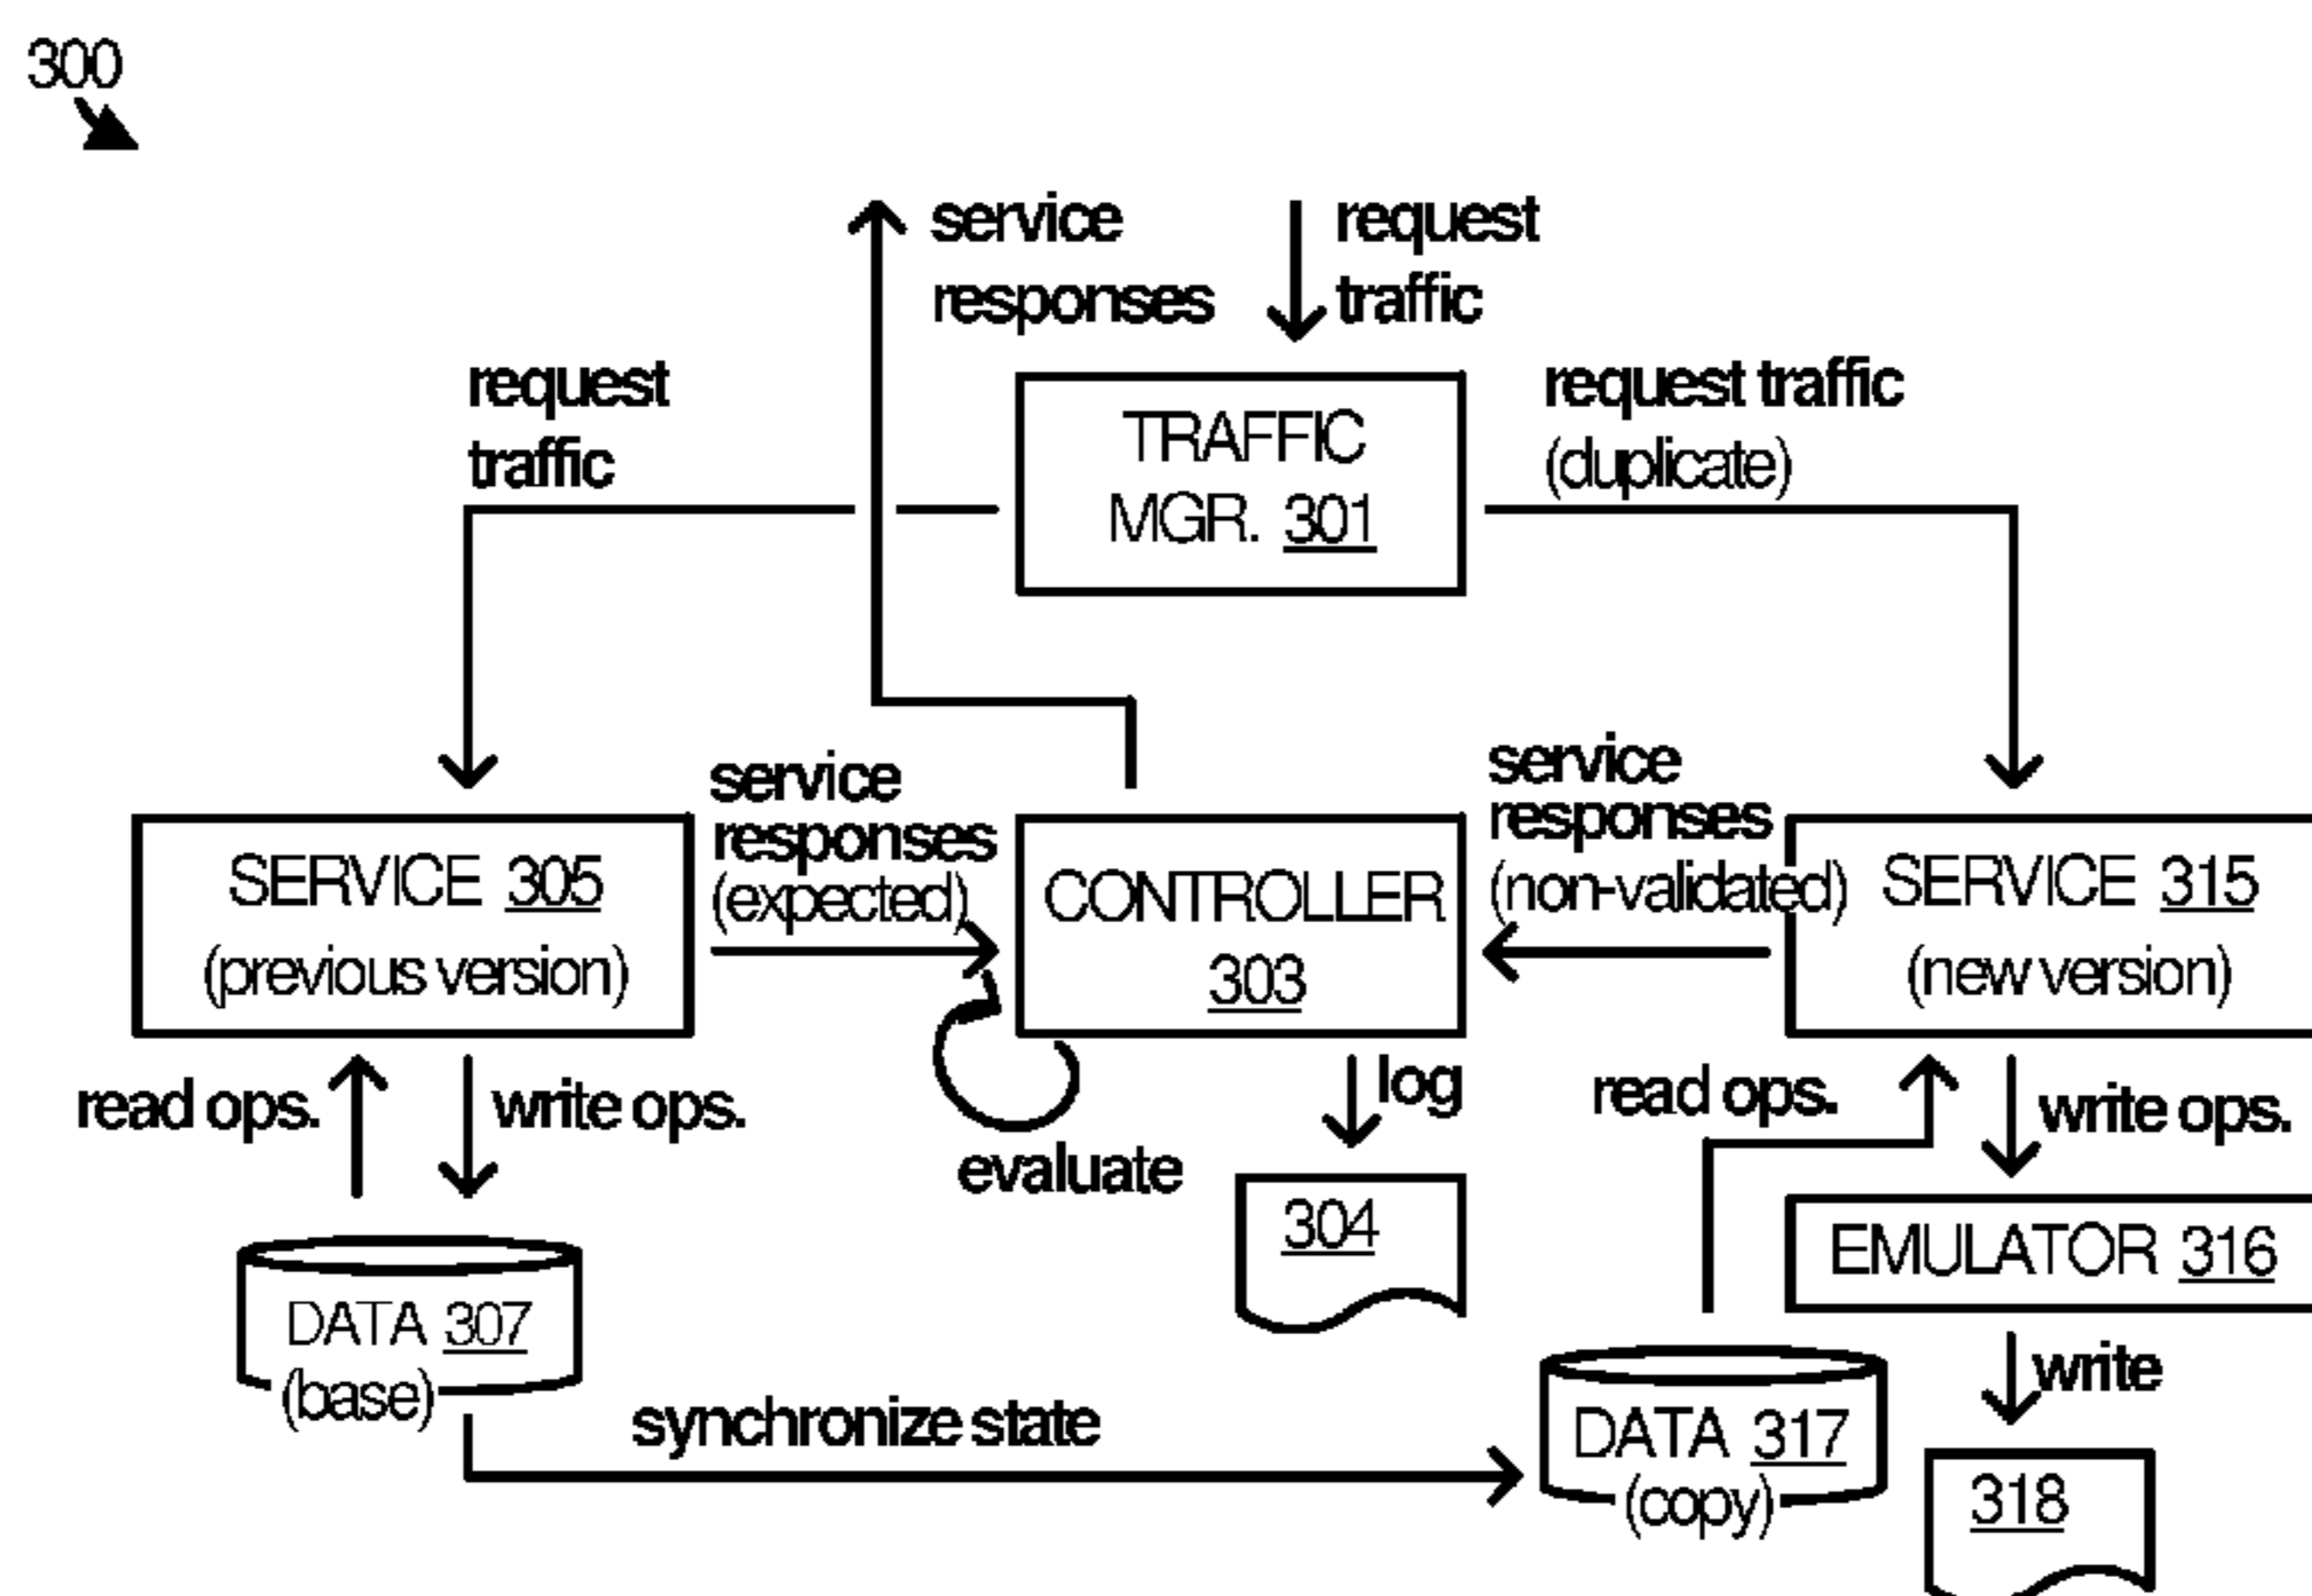 300
service
responses
request
traffic
request
traffic
request traffic
(duplicate)
TRAFFIC
MGR. 301
service
responses
(expected)
service
responses
(non-validated)
SERVICE 305
(previous version)
CONTROLLER
303
SERVICE 315
(new version)
read ops.
write ops.
evaluate
log
read ops.
write ops.
304
EMULATOR 316
DATA 307
(base)
write
synchronize state
DATA 317
(copy)
318